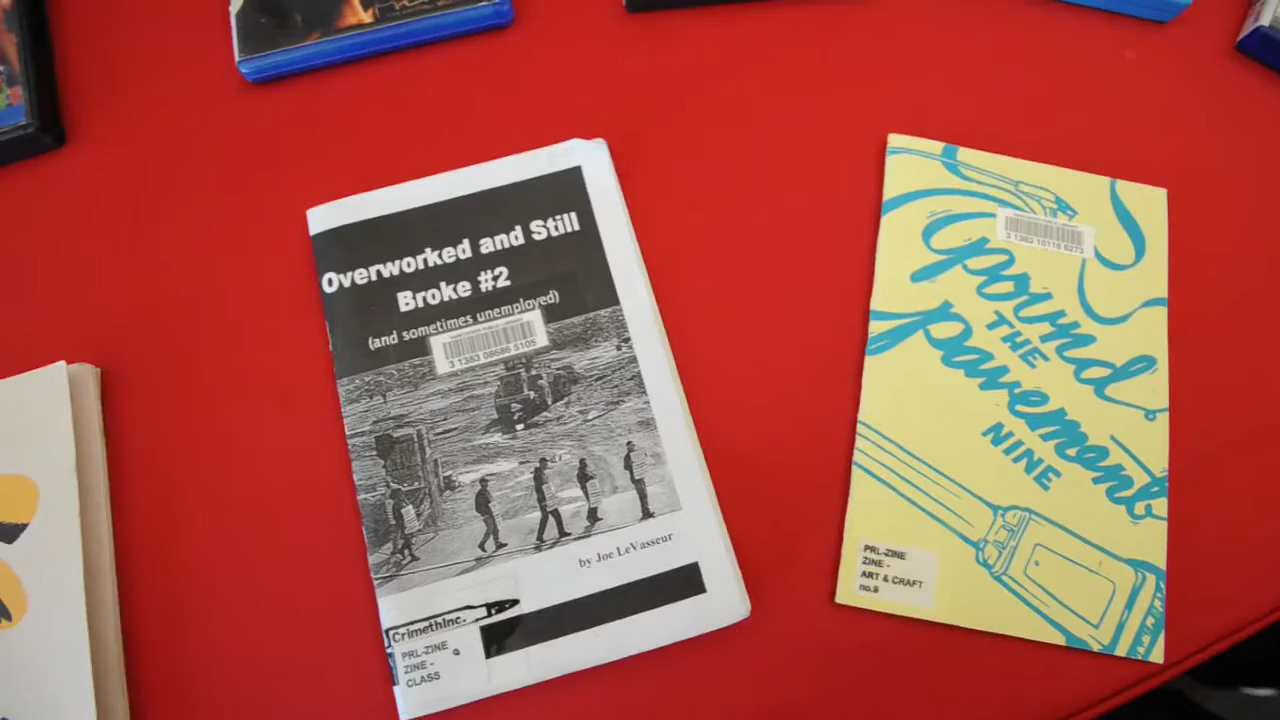 Overworked and Still
Broke #2
(and sometimes unemployed)
3 1383 08686 5105
by Joe LeVasseur
CrimethInc.
PRL-ZINE
ZINE -
CLASS
3 1383 10116 8273
Pound
THE
pavement
NINE
PRL-ZINE
ZINE -
ART & CRAFT
no.9